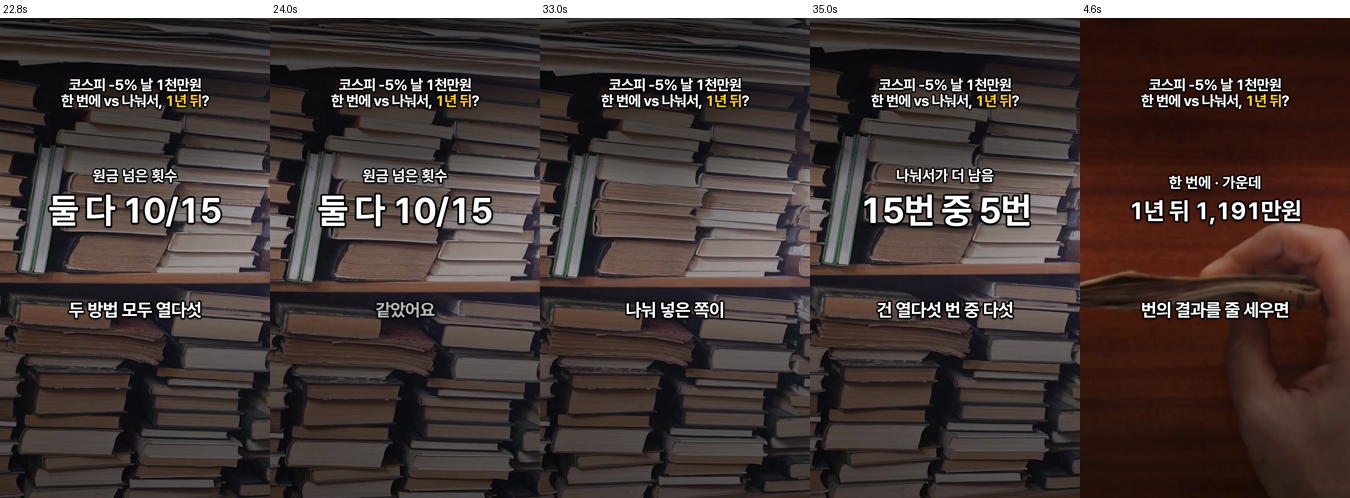 22.8s
코스피 -5% 날 1천만원
한 번에 vs 나눠서, 1년 뒤?
원금 넘은 횟수
둘 다 10/15
두 방법 모두 열다섯
24.0s
코스피 -5% 날 1천만원
한 번에 vs 나눠서, 1년 뒤?
원금 넘은 횟수
둘 다 10/15
같았어요
33.0s
코스피 -5% 날 1천만원
한 번에 vs 나눠서, 1년 뒤?
나눠 넣은 쪽이
35.0s
코스피 -5% 날 1천만원
한 번에 vs 나눠서, 1년 뒤?
나눠서가 더 남음
15번 중 5번
건 열다섯 번 중 다섯
4.6s
코스피 -5% 날 1천만원
한 번에 vs 나눠서, 1년 뒤?
한 번에 · 가운데
1년 뒤 1,191만원
번의 결과를 줄 세우면